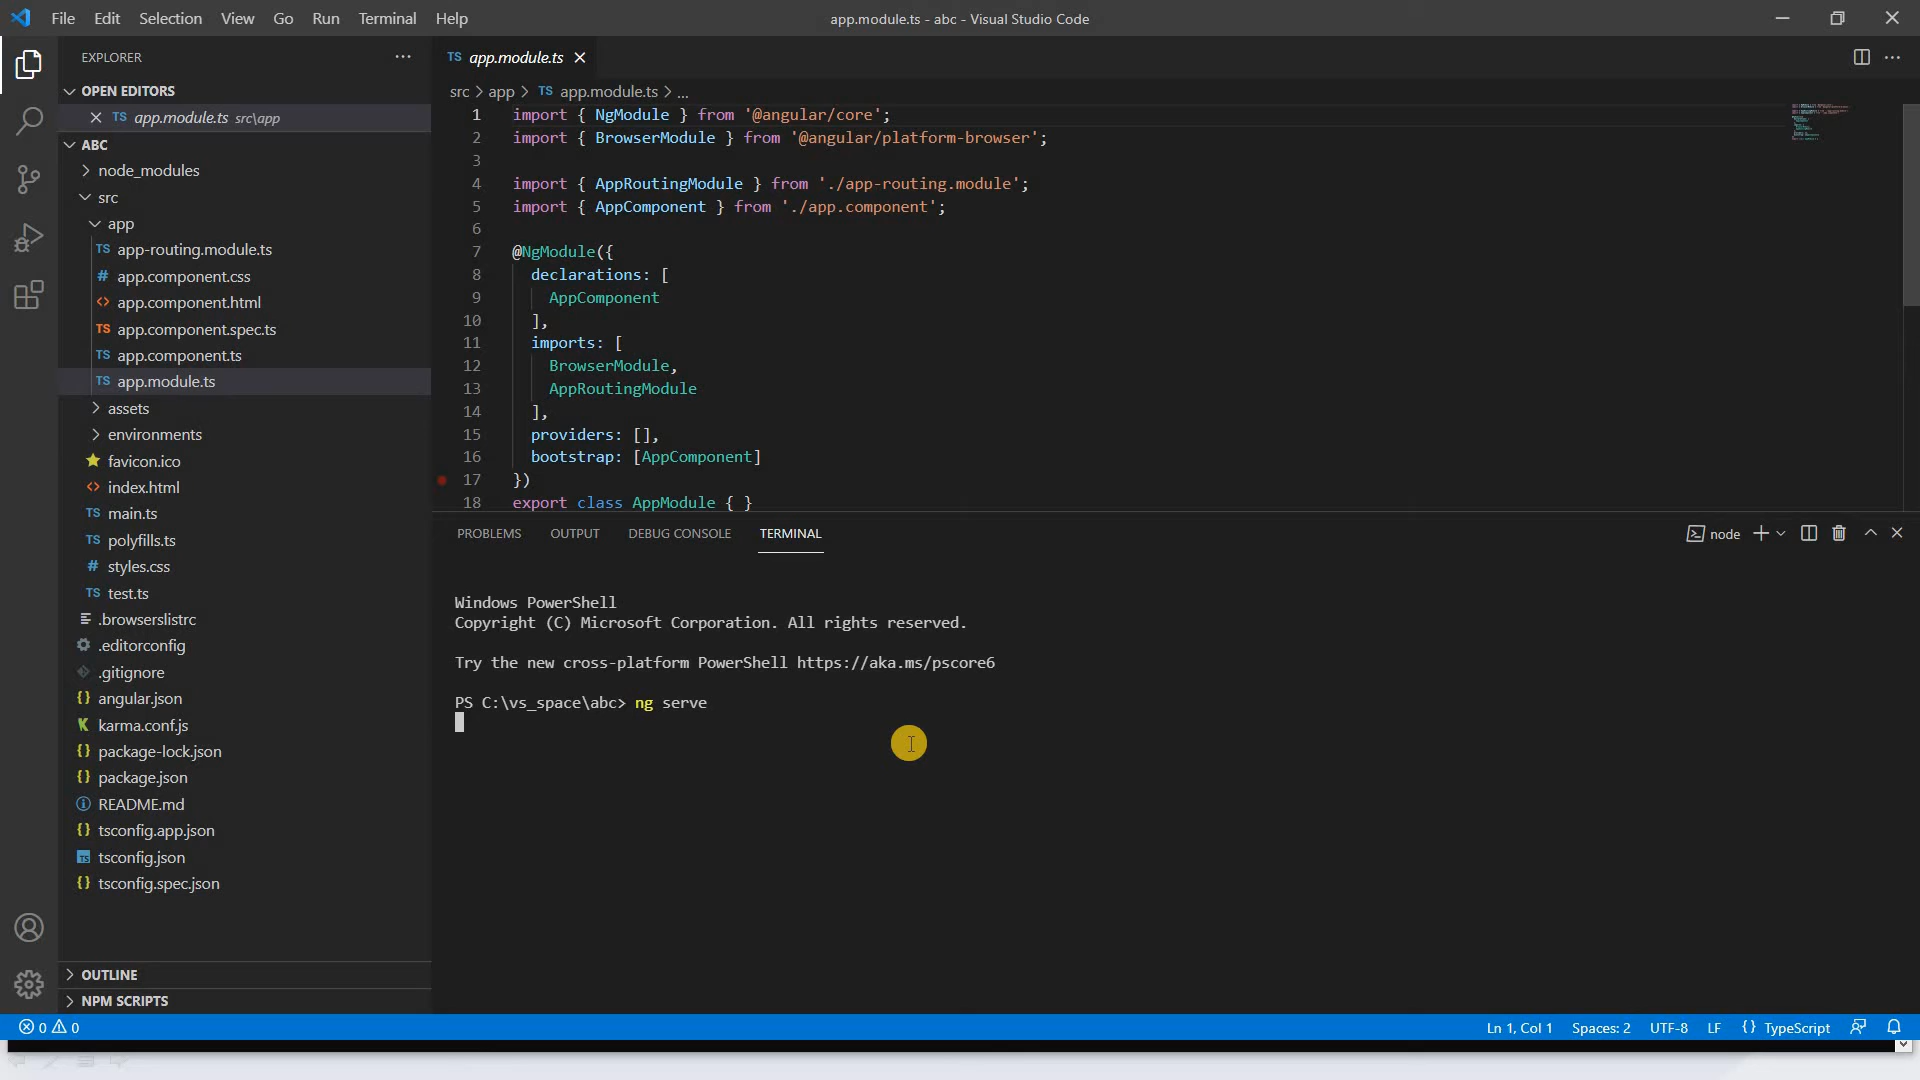 File Edit Selection View Go Run Terminal Help
app.module.ts - abc - Visual Studio Code
EXPLORER
OPEN EDITORS
TS app.module.ts src\app
ABC
node_modules
src
app
TS app-routing.module.ts
# app.component.css
<> app.component.html
TS app.component.spec.ts
TS app.component.ts
TS app.module.ts
assets
environments
favicon.ico
<> index.html
TS main.ts
TS polyfills.ts
# styles.css
TS test.ts
.browserslistrc
.editorconfig
.gitignore
{} angular.json
karma.conf.js
{} package-lock.json
{} package.json
README.md
{} tsconfig.app.json
TS tsconfig.json
{} tsconfig.spec.json
OUTLINE
NPM SCRIPTS
TS app.module.ts
src > app > TS app.module.ts > ...
1 import { NgModule } from '@angular/core';
2 import { BrowserModule } from '@angular/platform-browser';
3
4 import { AppRoutingModule } from './app-routing.module';
5 import { AppComponent } from './app.component';
6
7 @NgModule({
8 declarations: [
9 AppComponent
10 ],
11 imports: [
12 BrowserModule,
13 AppRoutingModule
14 ],
15 providers: [],
16 bootstrap: [AppComponent]
17 })
18 export class AppModule { }
PROBLEMS OUTPUT DEBUG CONSOLE TERMINAL
node
Windows PowerShell
Copyright (C) Microsoft Corporation. All rights reserved.
Try the new cross-platform PowerShell https://aka.ms/pscore6
PS C:\vs_space\abc> ng serve
0 0
Ln 1, Col 1 Spaces: 2 UTF-8 LF {} TypeScript